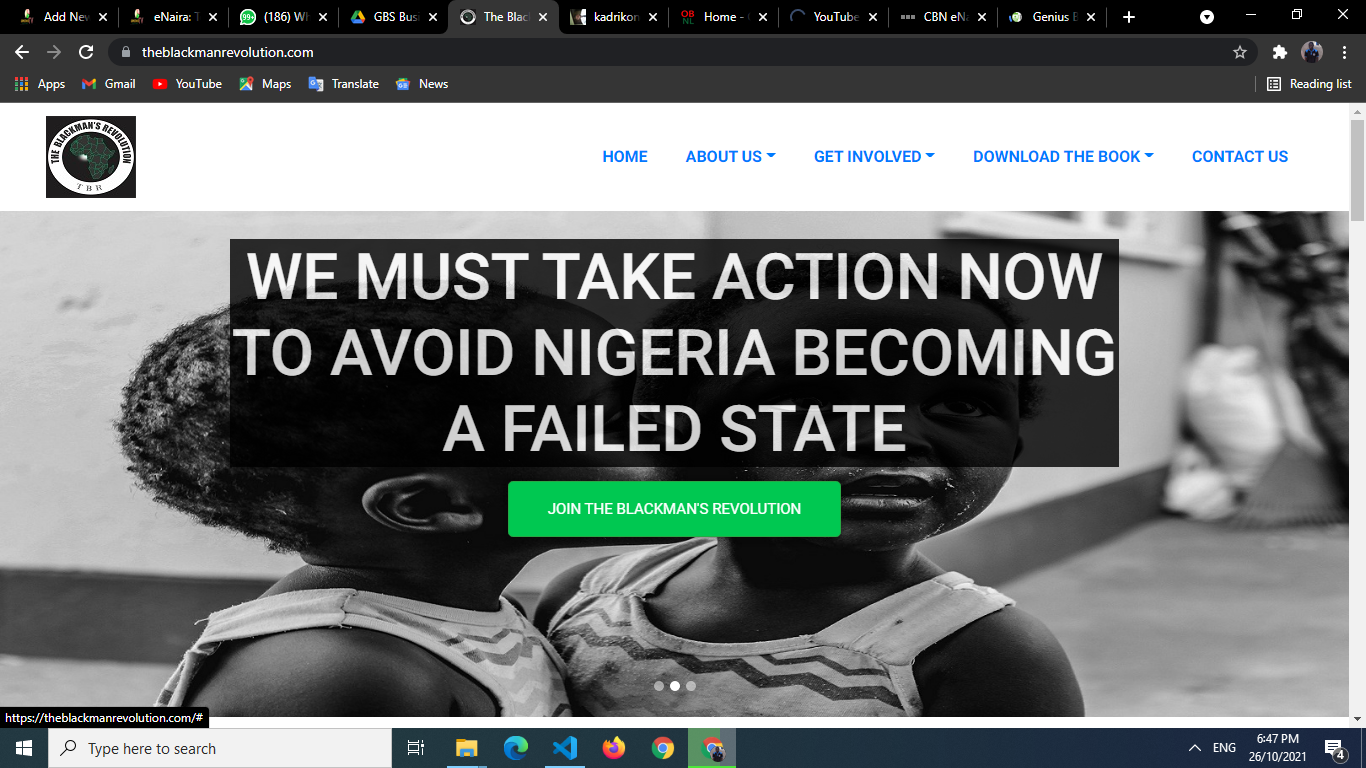 Add Nev
eNaira: T
(186) Wh
GBS Busi
The Blac
kadrikon
Home -
YouTube
CBN eNa
Genius B
theblackmanrevolution.com
Apps
Gmail
YouTube
Maps
Translate
News
Reading list
THE BLACKMAN'S REVOLUTION
TBR
HOME
ABOUT US
GET INVOLVED
DOWNLOAD THE BOOK
CONTACT US
WE MUST TAKE ACTION NOW
TO AVOID NIGERIA BECOMING
A FAILED STATE
JOIN THE BLACKMAN'S REVOLUTION
https://theblackmanrevolution.com/#
Type here to search
ENG
6:47 PM
26/10/2021
4